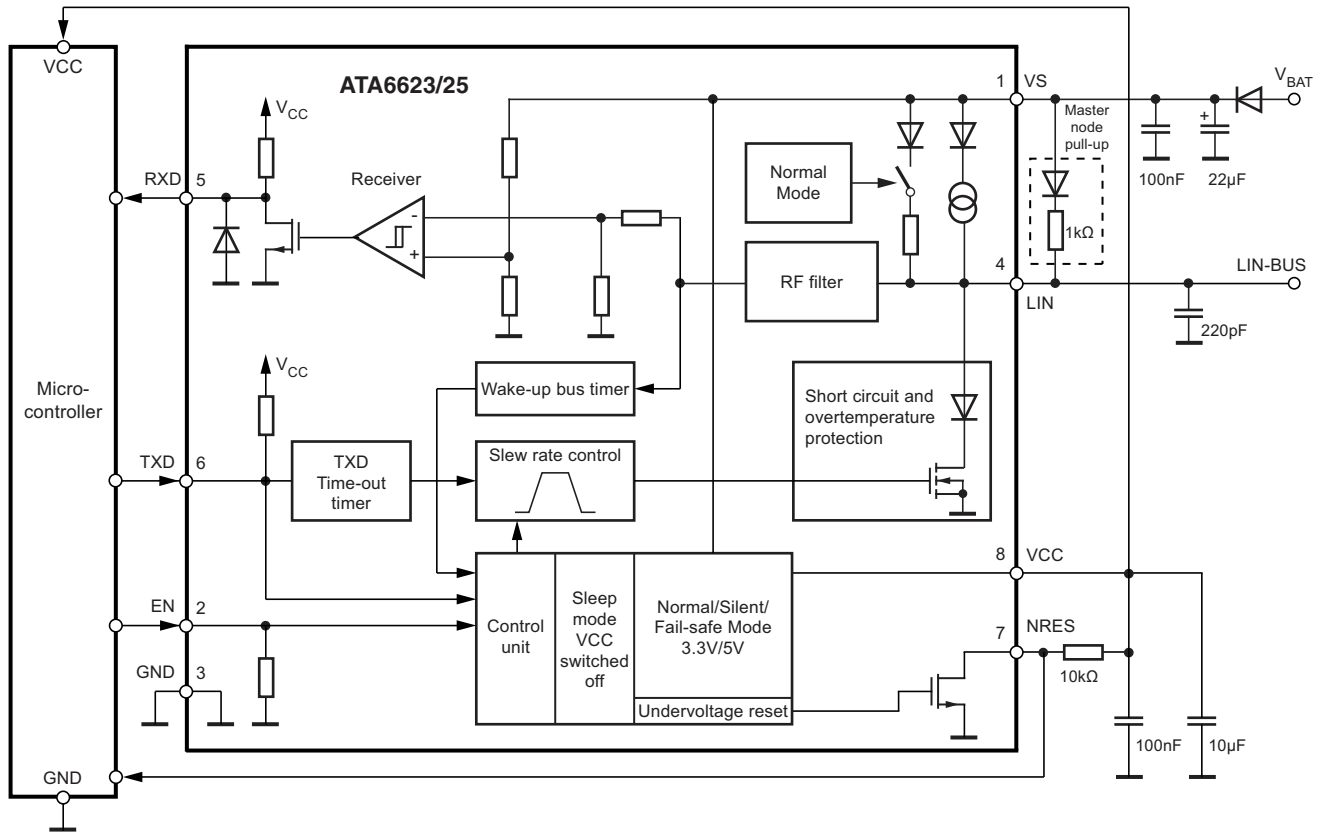 VCC
ATA6623/25
VCC
RXD
5
Receiver
-
+
Normal
Mode
RF filter
1
VS
Master
node
pull-up
VBAT
+
100nF
22µF
1kΩ
4
LIN
LIN-BUS
220pF
Micro-
controller
VCC
Wake-up bus timer
Short circuit and
overtemperature
protection
TXD
6
TXD
Time-out
timer
Slew rate control
EN
2
GND
3
Control
unit
Sleep
mode
VCC
switched
off
Normal/Silent/
Fail-safe Mode
3.3V/5V
Undervoltage reset
8
VCC
7
NRES
10kΩ
100nF
10µF
GND